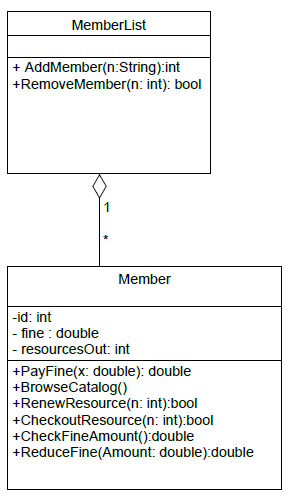 MemberList
+ AddMember(n:String):int
+RemoveMember(n: int): bool
1
*
Member
-id: int
- fine : double
- resourcesOut: int
+PayFine(x: double): double
+BrowseCatalog()
+RenewResource(n: int):bool
+CheckoutResource(n: int):bool
+CheckFineAmount():double
+ReduceFine(Amount: double):double